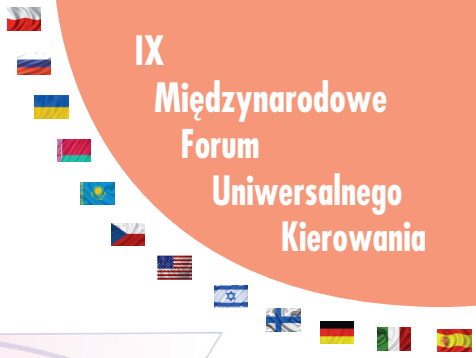 IX
Międzynarodowe
Forum
Uniwersalnego
Kierowania